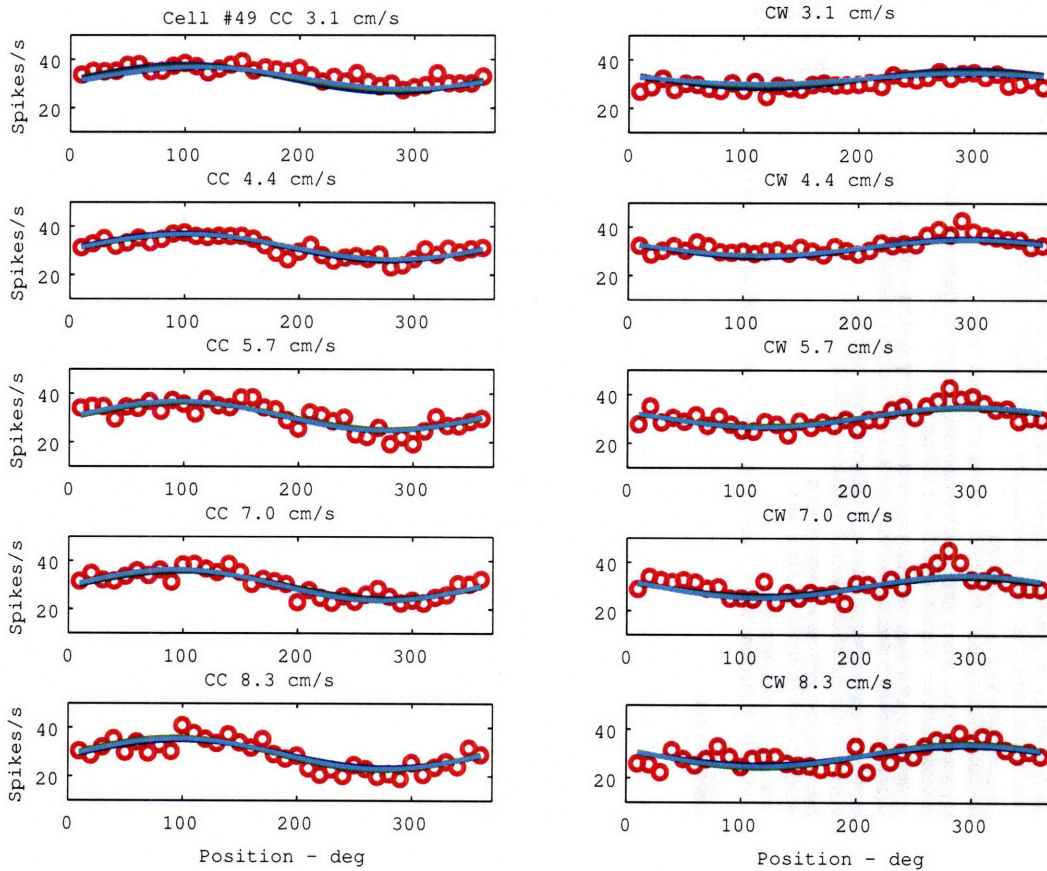 Cell #49 CC 3.1 cm/s
CW 3.1 cm/s
Spikes/s
40
20
0 100 200 300
40
20
0 100 200 300
CC 4.4 cm/s
CW 4.4 cm/s
Spikes/s
40
20
0 100 200 300
40
20
0 100 200 300
CC 5.7 cm/s
CW 5.7 cm/s
Spikes/s
40
20
0 100 200 300
40
20
0 100 200 300
CC 7.0 cm/s
CW 7.0 cm/s
Spikes/s
40
20
0 100 200 300
40
20
0 100 200 300
CC 8.3 cm/s
CW 8.3 cm/s
Spikes/s
40
20
0 100 200 300
Position - deg
40
20
0 100 200 300
Position - deg